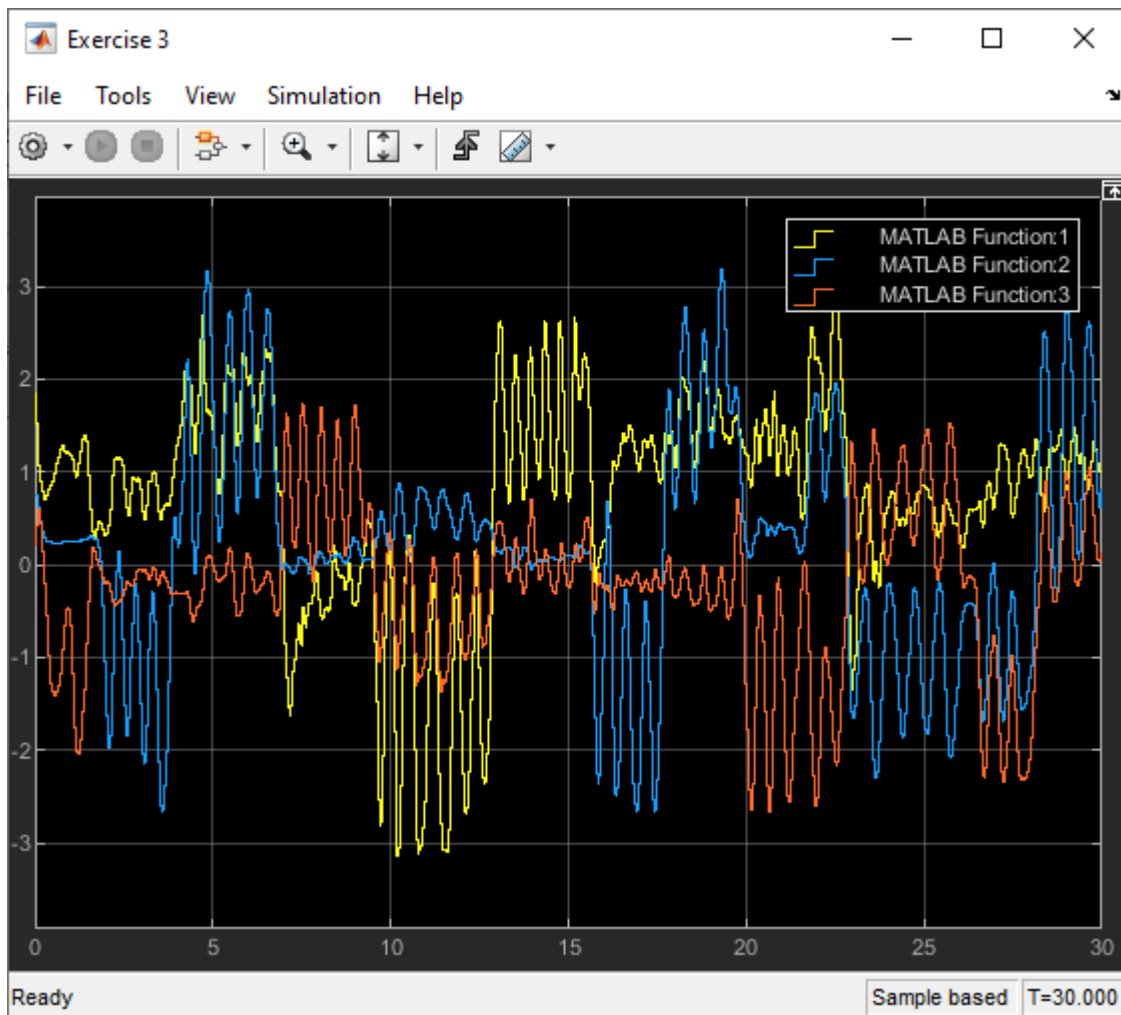 Exercise 3
File Tools View Simulation Help
MATLAB Function:1
MATLAB Function:2
MATLAB Function:3
3
2
1
0
-1
-2
-3
0 5 10 15 20 25 30
Ready Sample based T=30.000